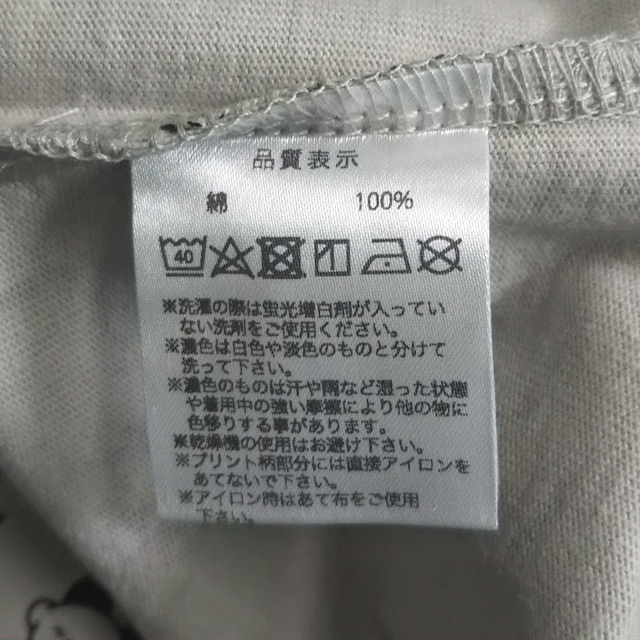 品質表示
綿 100%
40
※洗濯の際は蛍光増白剤が入ってい
ない洗剤をご使用ください。
※濃色は白色や淡色のものと分けて
洗って下さい。
※濃色のものは汗や雨など湿った状態
や着用中の強い摩擦により他の物に
色移りする事があります。
※乾燥機の使用はお避け下さい。
※プリント柄部分には直接アイロンを
あてないで下さい。
※アイロン時はあて布をご使用
下さい。